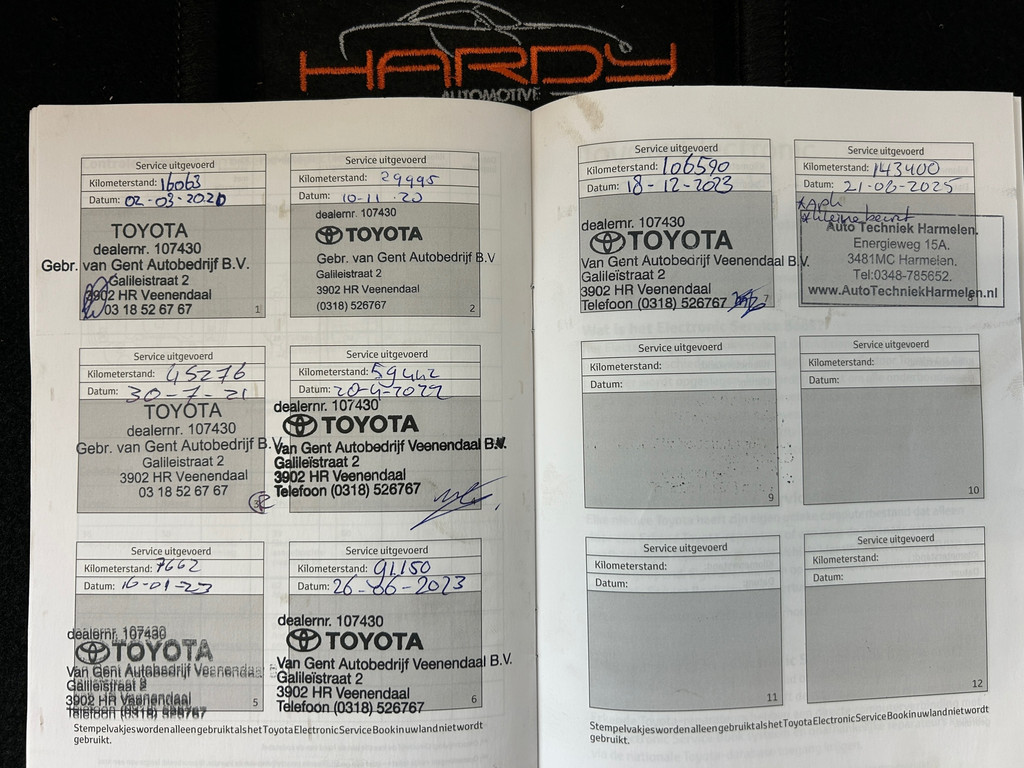 HARDY
AUTOMOTIVE
Service uitgevoerd
Kilometerstand: 16063
Datum: 02-03-2020
TOYOTA
dealernr. 107430
Gebr. van Gent Autobedrijf B.V.
Galileistraat 2
3902 HR Veenendaal
03 18 52 67 67
1
Service uitgevoerd
Kilometerstand: 29995
Datum: 10-11-20
dealernr. 107430
TOYOTA
Gebr. van Gent Autobedrijf B.V
Galileistraat 2
3902 HR Veenendaal
(0318) 526767
2
Service uitgevoerd
Kilometerstand: 45276
Datum: 30-7-21
TOYOTA
dealernr. 107430
Gebr. van Gent Autobedrijf B.V.
Galileistraat 2
3902 HR Veenendaal
03 18 52 67 67
Service uitgevoerd
Kilometerstand: 59442
Datum: 20-4-2022
dealernr. 107430
TOYOTA
Van Gent Autobedrijf Veenendaal B.V.
Galileïstraat 2
3902 HR Veenendaal
Telefoon (0318) 526767
Service uitgevoerd
Kilometerstand: 7662
Datum: 16-01-23
dealernr. 107430
TOYOTA
Van Gent Autobedrijf Veenendaal
Galileïstraat 2
3902 HR Veenendaal
Telefoon (0318) 526767
5
Service uitgevoerd
Kilometerstand: 91.150
Datum: 26-06-2023
dealernr. 107430
TOYOTA
Van Gent Autobedrijf Veenendaal B.V.
Galileïstraat 2
3902 HR Veenendaal
Telefoon (0318) 526767
6
Stempelvakjes worden alleen gebruikt als het Toyota Electronic Service Book in uw land niet wordt
gebruikt.
Service uitgevoerd
Kilometerstand: 106590
Datum: 18-12-2023
dealernr. 107430
TOYOTA
Van Gent Autobedrijf Veenendaal B.V.
Galileïstraat 2
3902 HR Veenendaal
Telefoon (0318) 526767
Service uitgevoerd
Kilometerstand: 143400
Datum: 21-08-2025
*Apk
*kleine beurt
Auto Techniek Harmelen.
Energieweg 15A.
3481MC Harmelen.
Tel:0348-785652.
www.AutoTechniekHarmelen.nl
Service uitgevoerd
Kilometerstand:
Datum:
9
Service uitgevoerd
Kilometerstand:
Datum:
10
Service uitgevoerd
Kilometerstand:
Datum:
11
Service uitgevoerd
Kilometerstand:
Datum:
12
Stempelvakjes worden alleen gebruikt als het Toyota Electronic Service Book in uw land niet wordt
gebruikt.